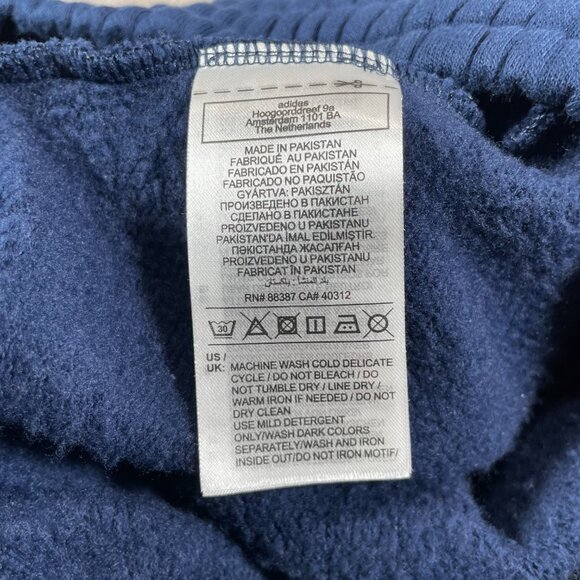 adidas
Hoogoorddreef 9a
Amsterdam 1101 BA
The Netherlands
MADE IN PAKISTAN
FABRIQUÉ AU PAKISTAN
FABRICADO EN PAKISTÁN
FABRICADO NO PAQUISTÃO
GYÁRTVA: PAKISZTÁN
ПРОИЗВЕДЕНО В ПАКИСТАН
СДЕЛАНО В ПАКИСТАНЕ
PROIZVEDENO U PAKISTANU
PAKISTAN'DA İMAL EDİLMİŞTİR
ПӘКІСТАНДА ЖАСАЛҒАН
PROIZVEDENO U PAKISTANU
FABRICAT ÎN PAKISTAN
بلد المنشأ : باكستان
RN# 88387 CA# 40312
30
US /
UK: MACHINE WASH COLD DELICATE
CYCLE / DO NOT BLEACH / DO
NOT TUMBLE DRY / LINE DRY /
WARM IRON IF NEEDED / DO NOT
DRY CLEAN
USE MILD DETERGENT
ONLY/WASH DARK COLORS
SEPARATELY/WASH AND IRON
INSIDE OUT/DO NOT IRON MOTIF/